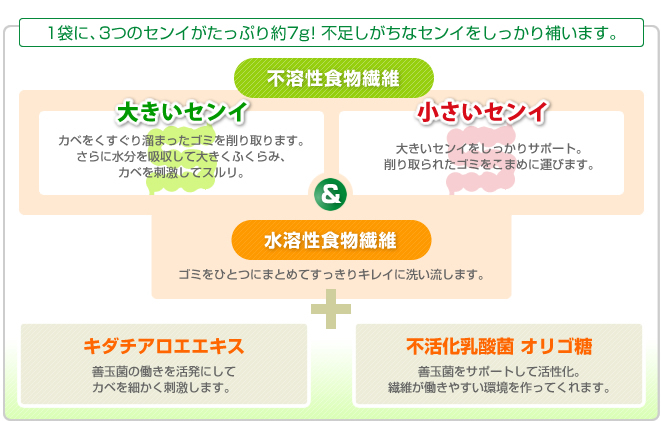 1袋に、3つのセンイがたっぷり約7g! 不足しがちなセンイをしっかり補います。
不溶性食物繊維
大きいセンイ
カベをくすぐり溜まったゴミを削り取ります。
さらに水分を吸収して大きくふくらみ、
カベを刺激してスルリ。
小さいセンイ
大きいセンイをしっかりサポート。
削り取られたゴミをこまめに運びます。
&
水溶性食物繊維
ゴミをひとつにまとめてすっきりキレイに洗い流します。
+
キダチアロエエキス
善玉菌の働きを活発にして
カベを細かく刺激します。
不活化乳酸菌 オリゴ糖
善玉菌をサポートして活性化。
繊維が働きやすい環境を作ってくれます。